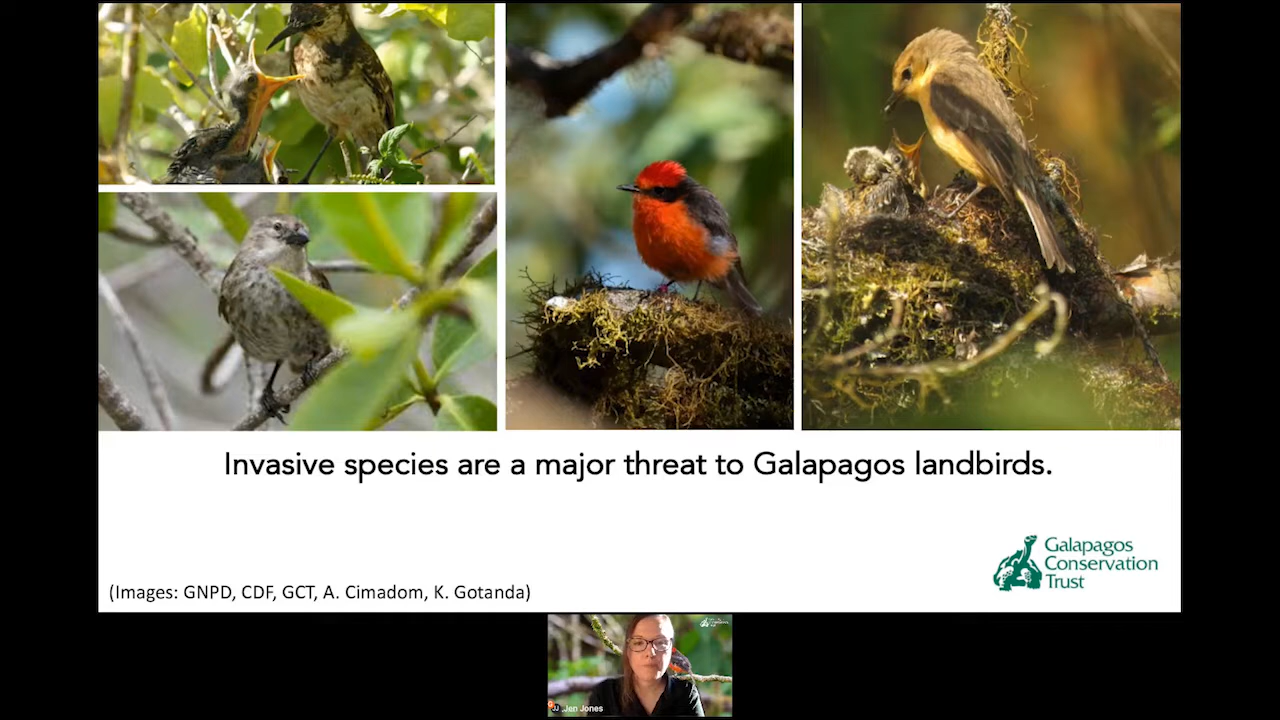 Invasive species are a major threat to Galapagos landbirds.
Galapagos
Conservation
Trust
(Images: GNPD, CDF, GCT, A. Cimadom, K. Gotanda)
JJ
Jen Jones